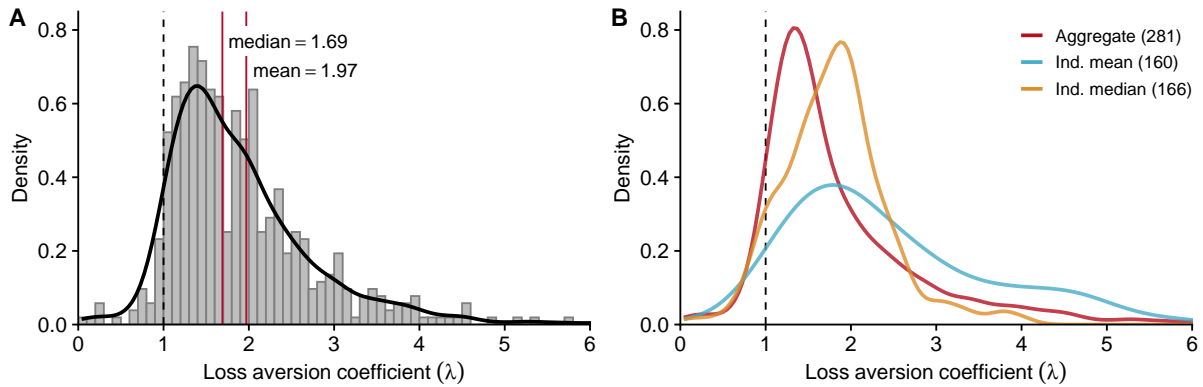 A
median = 1.69
mean = 1.97
Density
0.8
0.6
0.4
0.2
0.0
0
1
2
3
4
5
6
Loss aversion coefficient (λ)
B
Aggregate (281)
Ind. mean (160)
Ind. median (166)
Density
0.8
0.6
0.4
0.2
0.0
0
1
2
3
4
5
6
Loss aversion coefficient (λ)